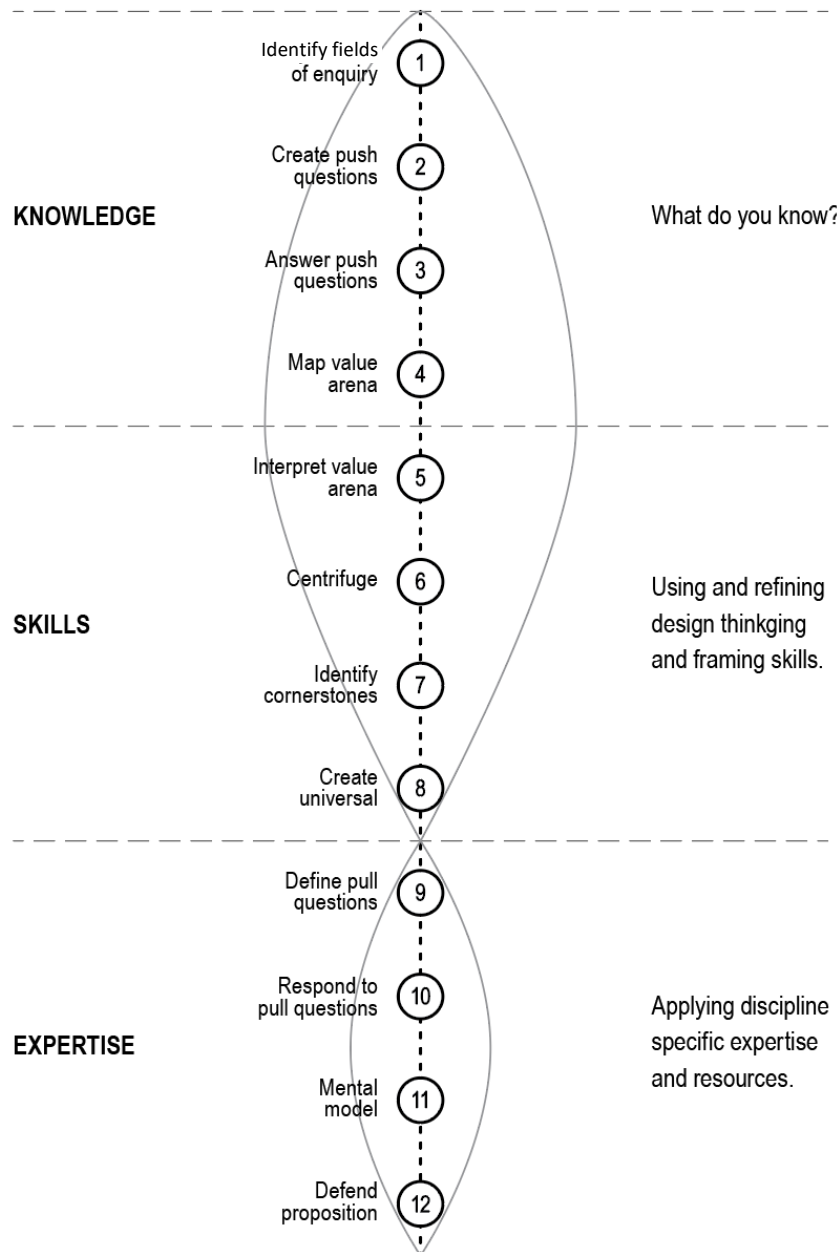 Identify fields
of enquiry
1
Create push
questions
2
KNOWLEDGE
What do you know?
Answer push
questions
3
Map value
arena
4
Interpret value
arena
5
Centrifuge
6
SKILLS
Using and refining
design thinkging
and framing skills.
Identify
cornerstones
7
Create
universal
8
Define pull
questions
9
Respond to
pull questions
10
EXPERTISE
Applying discipline
specific expertise
and resources.
Mental
model
11
Defend
proposition
12